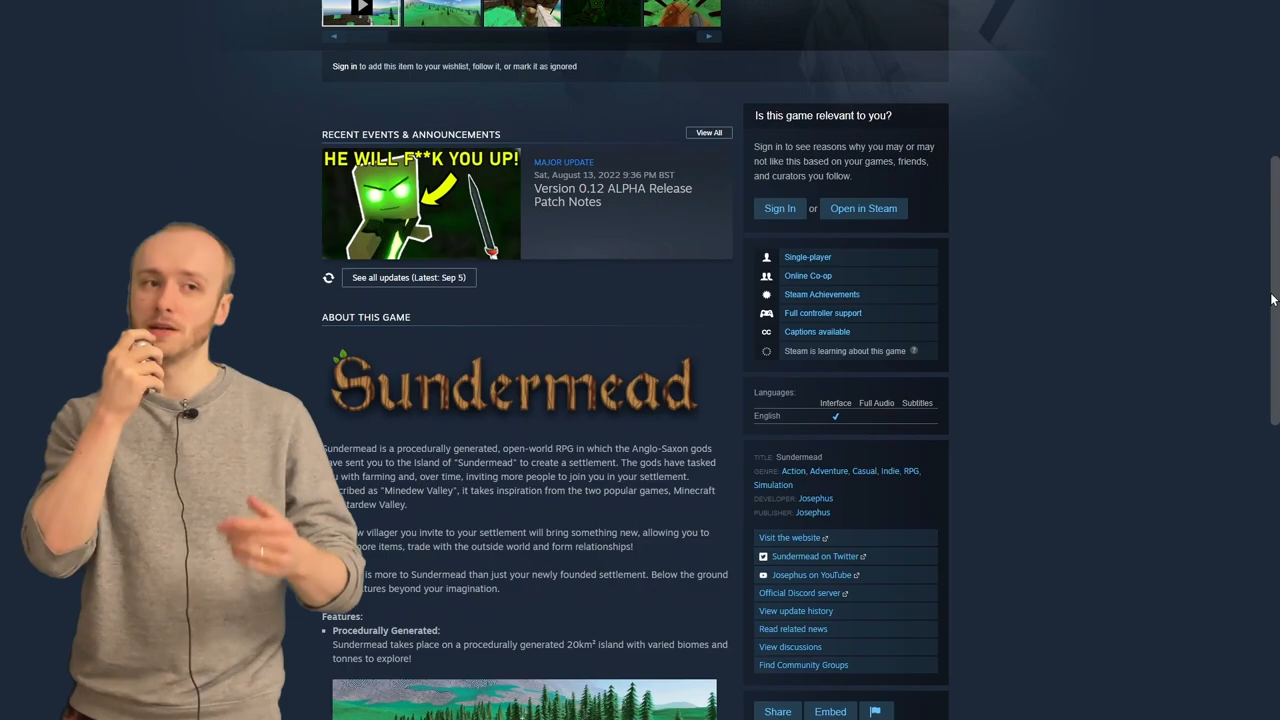 Sign in to add this item to your wishlist, follow it, or mark it as ignored
RECENT EVENTS & ANNOUNCEMENTS
View All
HE WILL F**K YOU UP!
MAJOR UPDATE
Sat, August 13, 2022 9:36 PM BST
Version 0.12 ALPHA Release
Patch Notes
See all updates (Latest: Sep 5)
ABOUT THIS GAME
Sundermead
Sundermead is a procedurally generated, open-world RPG in which the Anglo-Saxon gods
sent you to the Island of "Sundermead" to create a settlement. The gods have tasked
with farming and, over time, inviting more people to join you in your settlement.
as "Minedew Valley", it takes inspiration from the two popular games, Minecraft
Valley.
villager you invite to your settlement will bring something new, allowing you to
items, trade with the outside world and form relationships!
is more to Sundermead than just your newly founded settlement. Below the ground
beyond your imagination.
Features:
Procedurally Generated:
Sundermead takes place on a procedurally generated 20km² island with varied biomes and
tonnes to explore!
Is this game relevant to you?
Sign in to see reasons why you may or may
not like this based on your games, friends,
and curators you follow.
Sign In or Open in Steam
Single-player
Online Co-op
Steam Achievements
Full controller support
CC Captions available
Steam is learning about this game ?
Languages:
Interface Full Audio Subtitles
English ✔
TITLE: Sundermead
GENRE: Action, Adventure, Casual, Indie, RPG,
Simulation
DEVELOPER: Josephus
PUBLISHER: Josephus
Visit the website
Sundermead on Twitter
Josephus on YouTube
Official Discord server
View update history
Read related news
View discussions
Find Community Groups
Share Embed